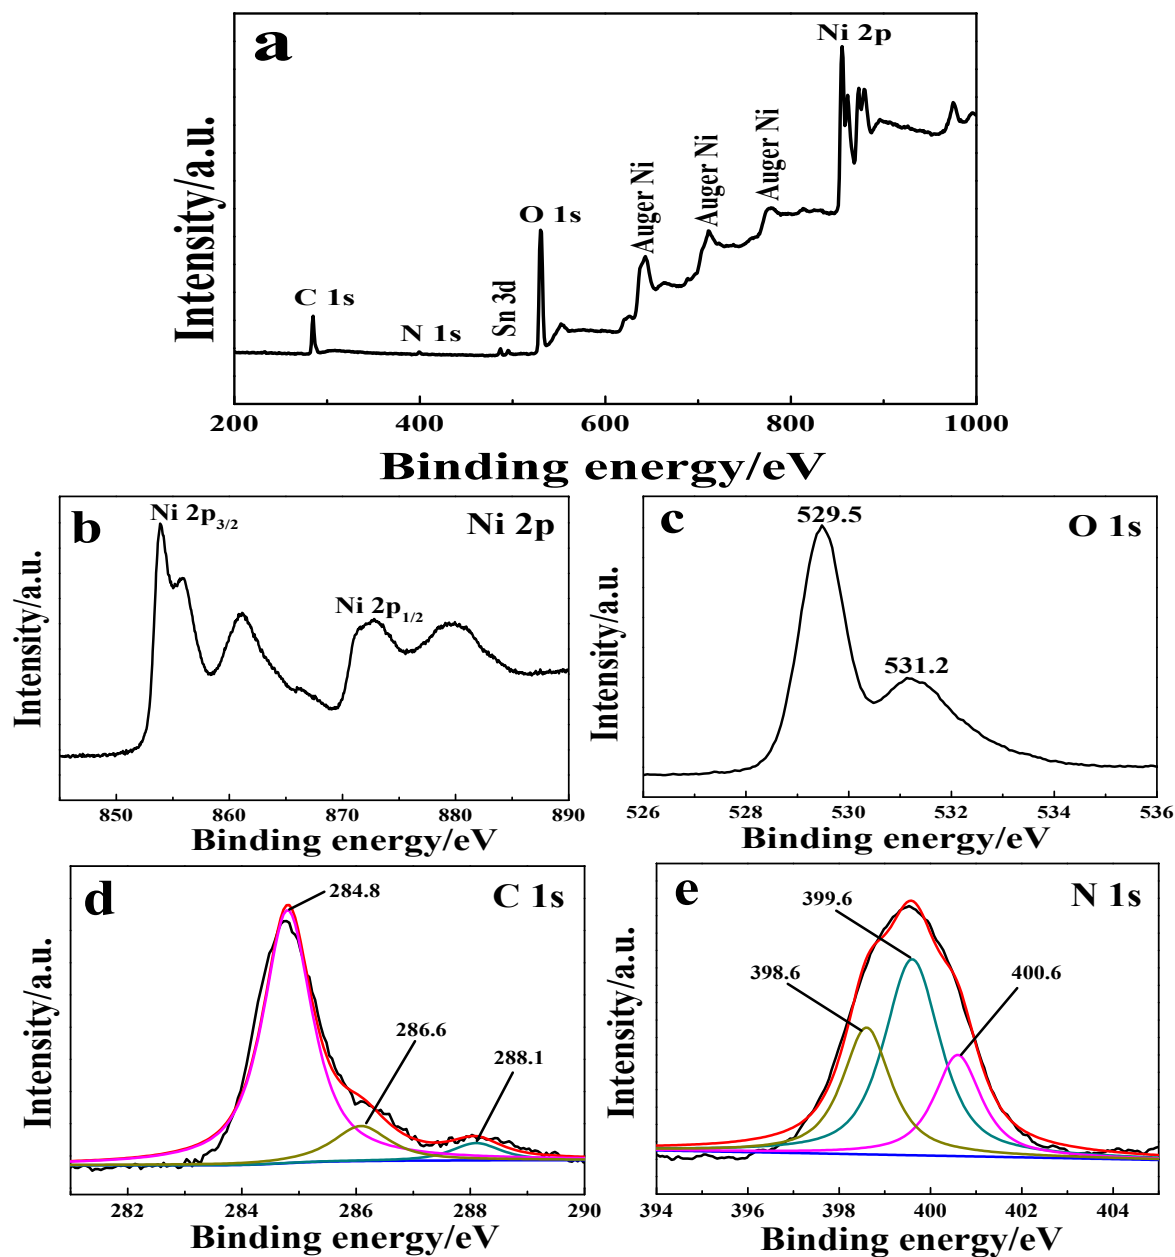 a
Ni 2p
Auger Ni
Auger Ni
Auger Ni
O 1s
Sn 3d
C 1s
N 1s
Intensity/a.u.
200 400 600 800 1000
Binding energy/eV
b
Ni 2p3/2
Ni 2p
Ni 2p1/2
Intensity/a.u.
850 860 870 880 890
Binding energy/eV
c
529.5
O 1s
531.2
Intensity/a.u.
526 528 530 532 534 536
Binding energy/eV
d
284.8
C 1s
286.6
288.1
Intensity/a.u.
282 284 286 288 290
Binding energy/eV
e
399.6
N 1s
398.6
400.6
Intensity/a.u.
394 396 398 400 402 404
Binding energy/eV